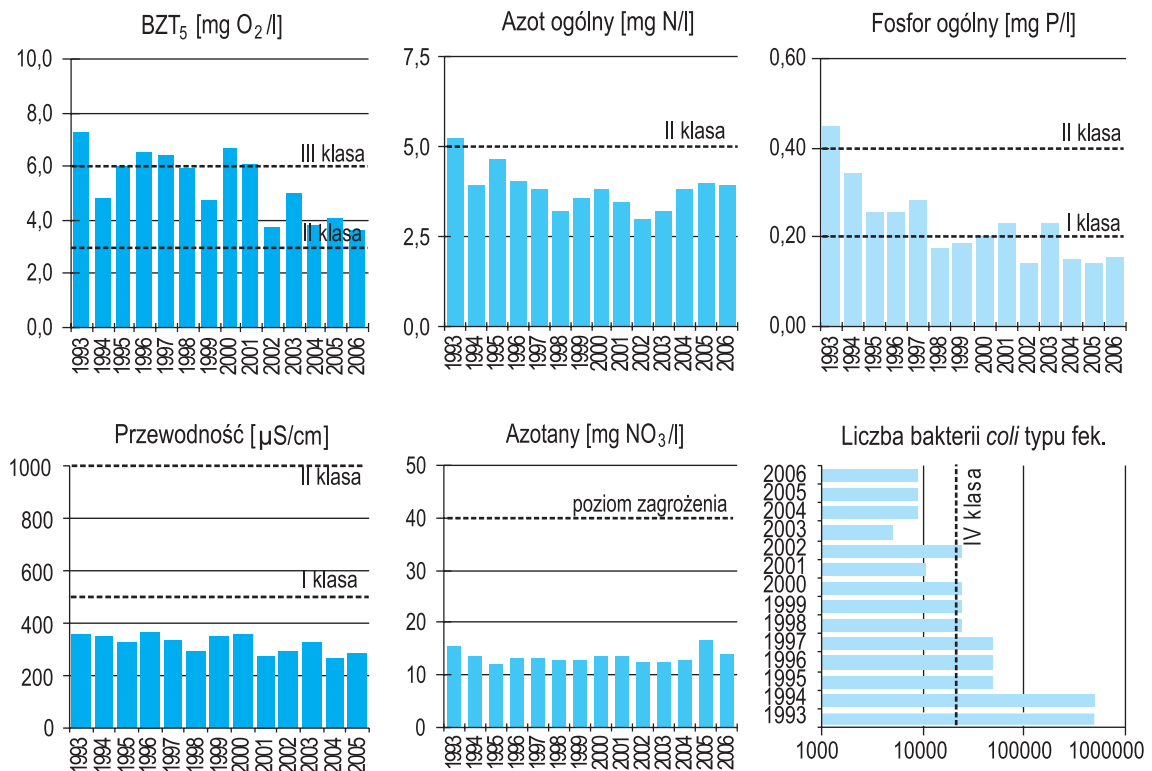 BZT₅ [mg O₂/l]
10,0
8,0
6,0
4,0
2,0
0,0
III klasa
II klasa
1993 1994 1995 1996 1997 1998 1999 2000 2001 2002 2003 2004 2005 2006
Azot ogólny [mg N/l]
7,5
5,0
2,5
0,0
II klasa
1993 1994 1995 1996 1997 1998 1999 2000 2001 2002 2003 2004 2005 2006
Fosfor ogólny [mg P/l]
0,60
0,40
0,20
0,00
II klasa
I klasa
1993 1994 1995 1996 1997 1998 1999 2000 2001 2002 2003 2004 2005 2006
Przewodność [µS/cm]
1000
800
600
400
200
0
II klasa
I klasa
1993 1994 1995 1996 1997 1998 1999 2000 2001 2002 2003 2004 2005
Azotany [mg NO₃/l]
50
40
30
20
10
0
poziom zagrożenia
1993 1994 1995 1996 1997 1998 1999 2000 2001 2002 2003 2004 2005 2006
Liczba bakterii coli typu fek.
2006
2005
2004
2003
2002
2001
2000
1999
1998
1997
1996
1995
1994
1993
IV klasa
1000 10000 100000 1000000